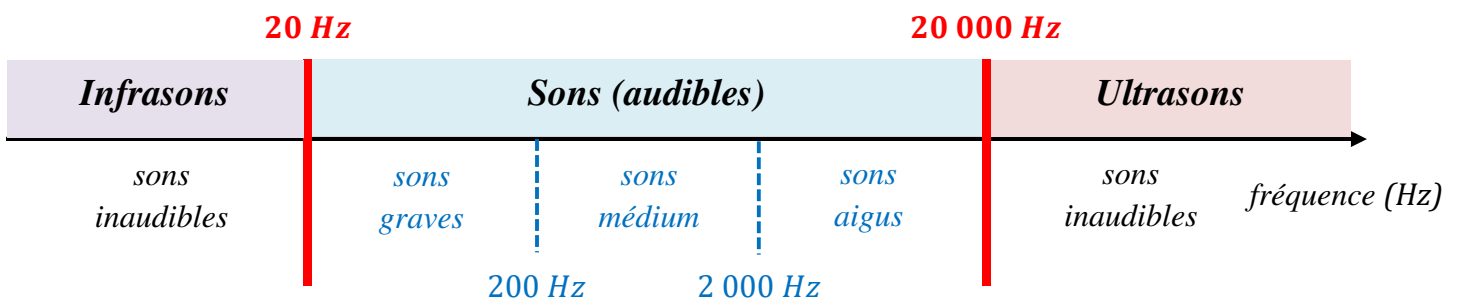 20 Hz
20 000 Hz
Infrasons
Sons (audibles)
Ultrasons
sons
inaudibles
sons
graves
sons
médium
sons
aigus
sons
inaudibles
fréquence (Hz)
200 Hz
2 000 Hz